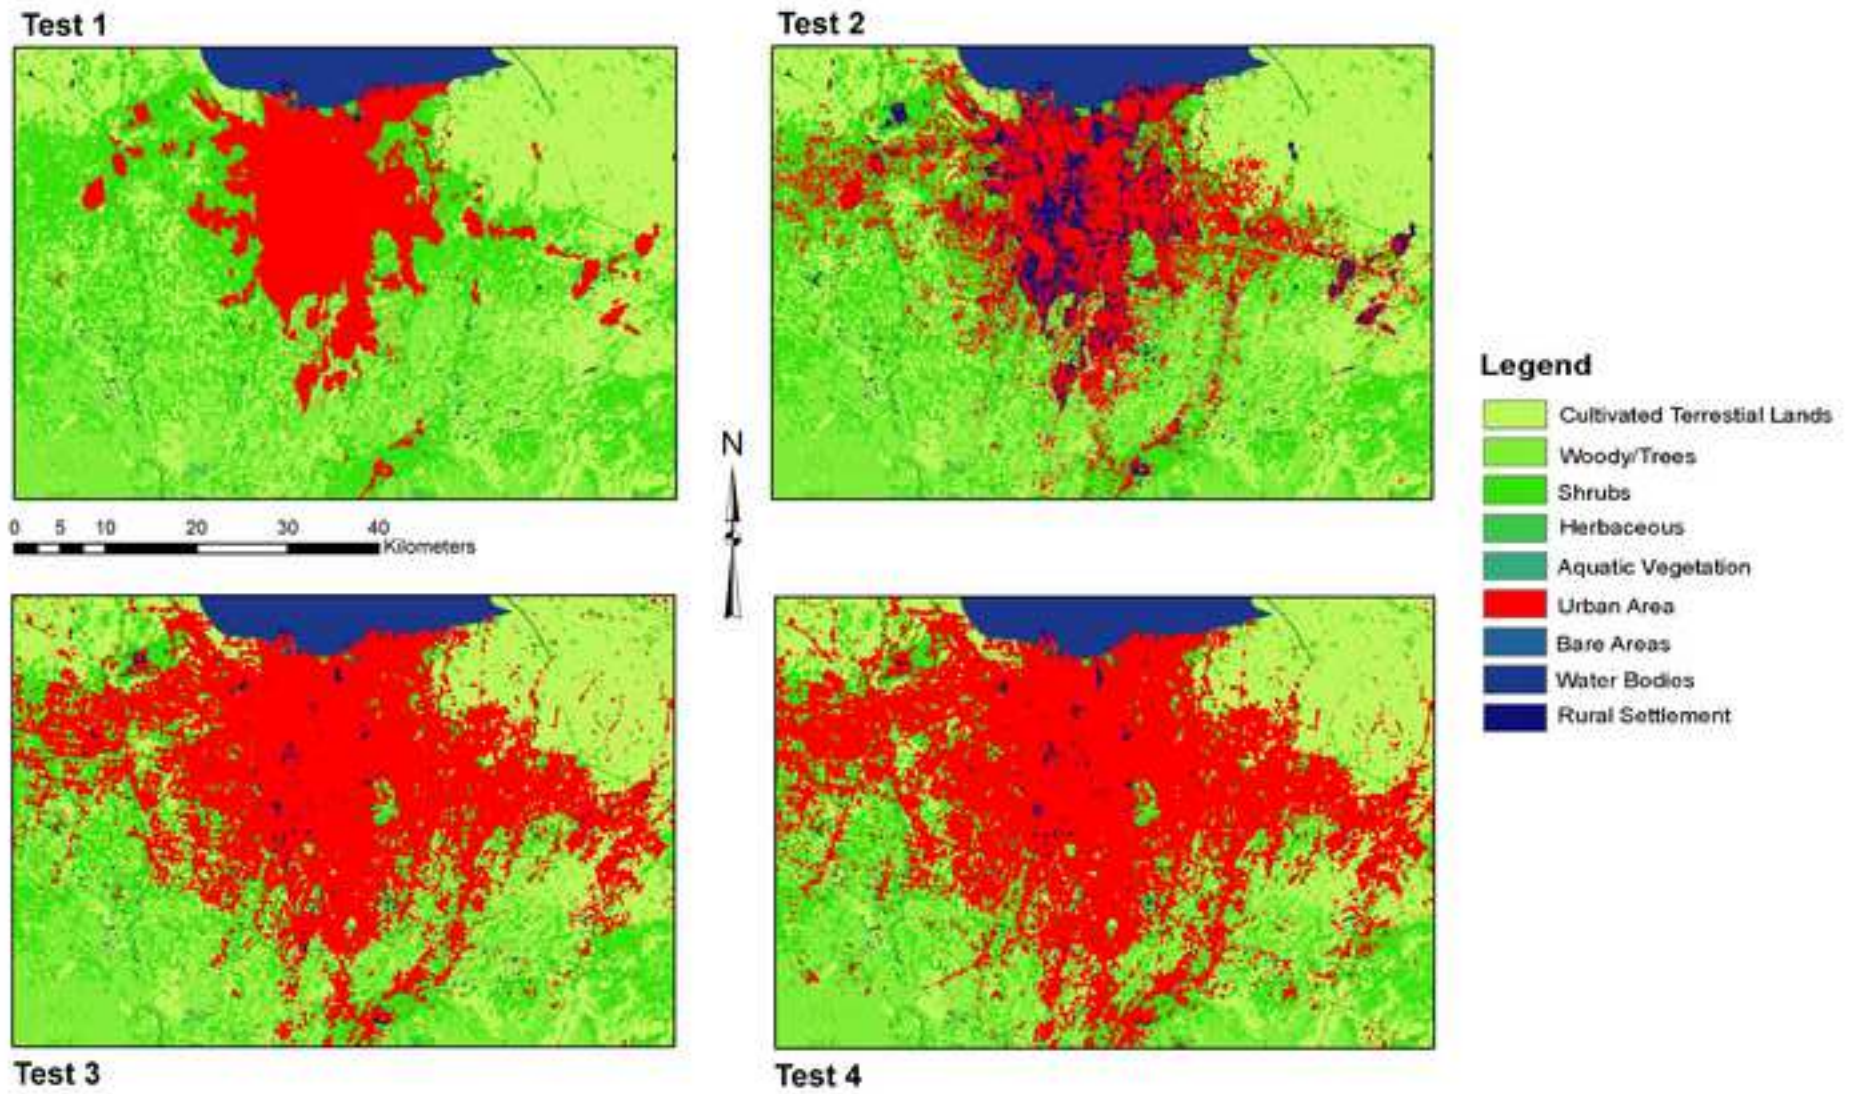 Test 1
Test 2
N
0 5 10 20 30 40
Kilometers
Legend
Cultivated Terrestial Lands
Woody/Trees
Shrubs
Herbaceous
Aquatic Vegetation
Urban Area
Bare Areas
Water Bodies
Rural Settlement
Test 3
Test 4